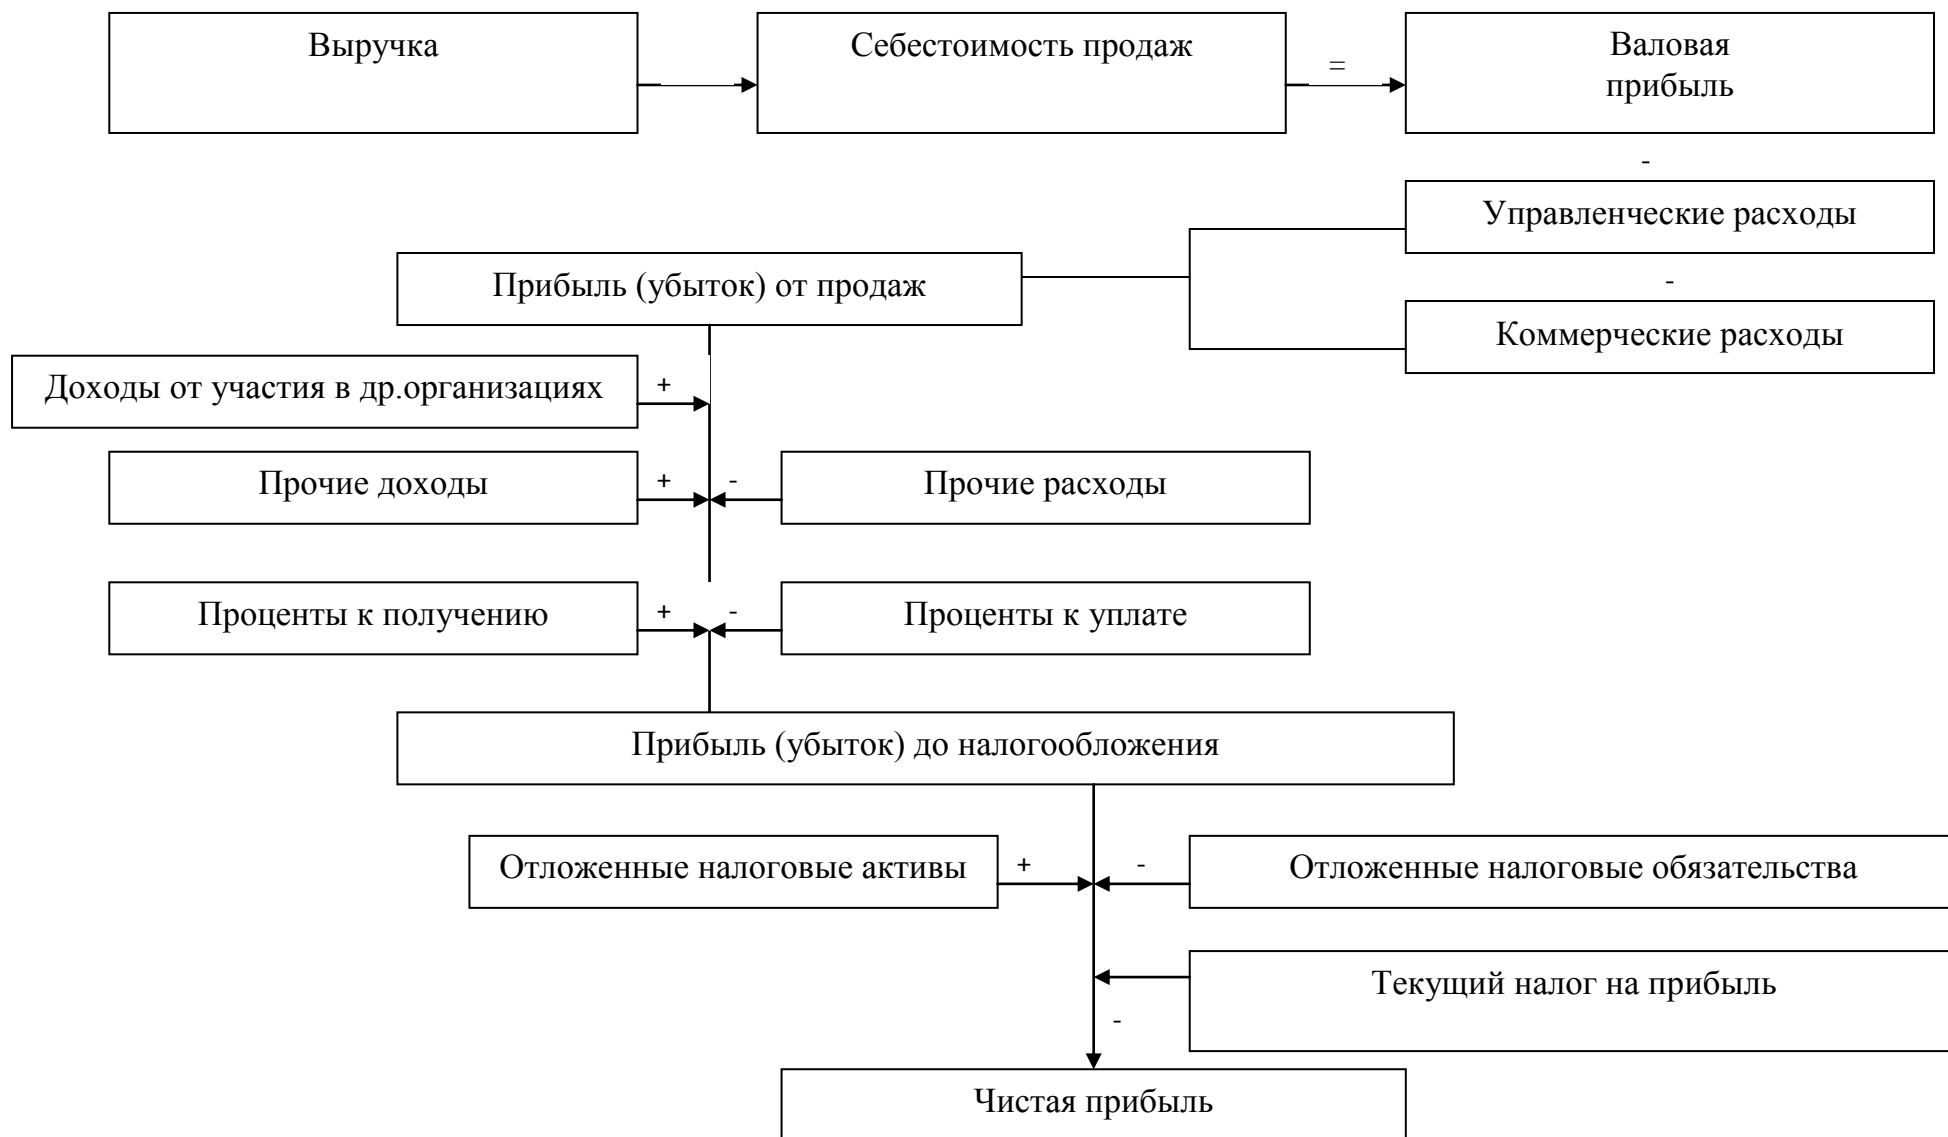 Выручка
Себестоимость продаж
=
Валовая
прибыль
-
Управленческие расходы
-
Прибыль (убыток) от продаж
Коммерческие расходы
Доходы от участия в др.организациях
+
Прочие доходы
+
-
Прочие расходы
Проценты к получению
+
-
Проценты к уплате
Прибыль (убыток) до налогообложения
Отложенные налоговые активы
+
-
Отложенные налоговые обязательства
Текущий налог на прибыль
-
Чистая прибыль